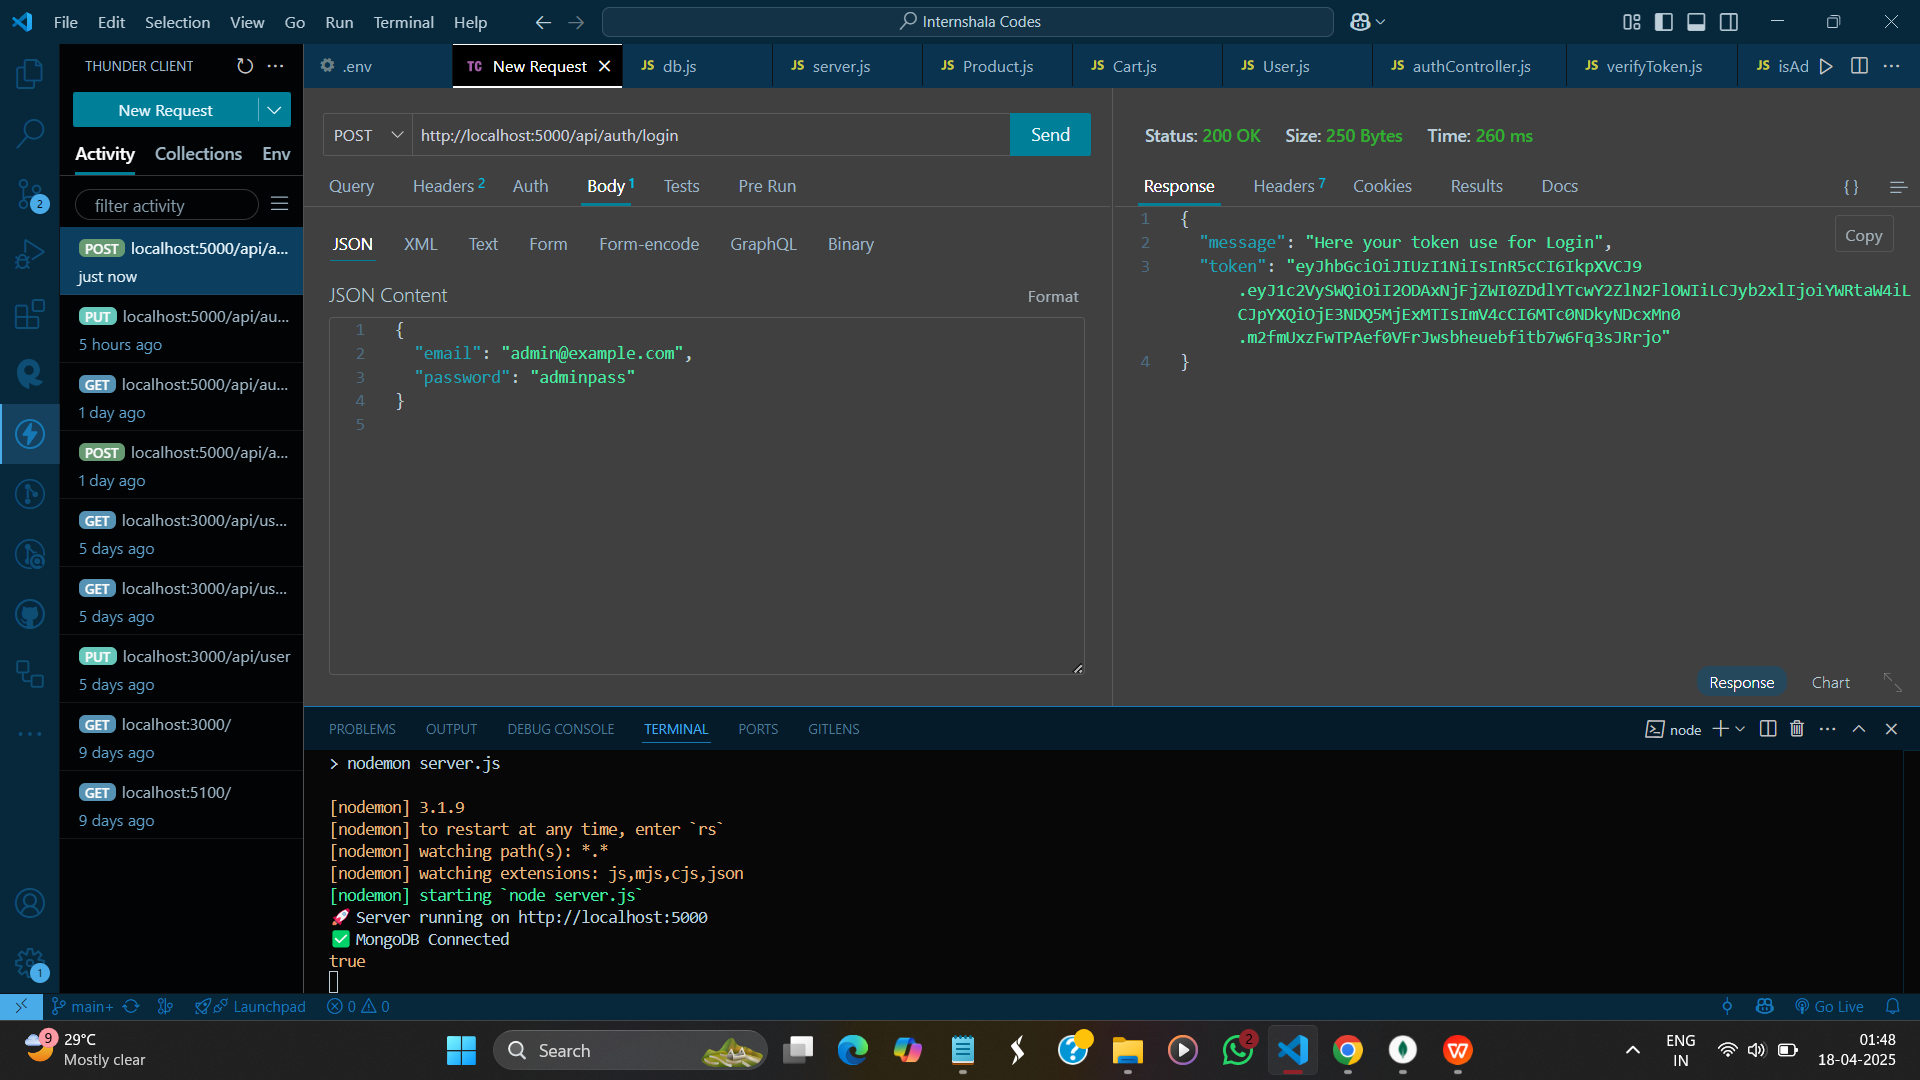 File Edit Selection View Go Run Terminal Help
Internshala Codes
THUNDER CLIENT
.env
TC New Request
JS db.js
JS server.js
JS Product.js
JS Cart.js
JS User.js
JS authController.js
JS verifyToken.js
JS isAd
New Request
Activity Collections Env
filter activity
POST localhost:5000/api/a...
just now
PUT localhost:5000/api/au...
5 hours ago
GET localhost:5000/api/au...
1 day ago
POST localhost:5000/api/a...
1 day ago
GET localhost:3000/api/us...
5 days ago
GET localhost:3000/api/us...
5 days ago
PUT localhost:3000/api/user
5 days ago
GET localhost:3000/
9 days ago
GET localhost:5100/
9 days ago
2
1
POST http://localhost:5000/api/auth/login Send
Query Headers 2 Auth Body 1 Tests Pre Run
JSON XML Text Form Form-encode GraphQL Binary
JSON Content Format
1 {
2 "email": "admin@example.com",
3 "password": "adminpass"
4 }
5
Status: 200 OK Size: 250 Bytes Time: 260 ms
Response Headers 7 Cookies Results Docs { }
Copy
1 {
2 "message": "Here your token use for Login",
3 "token": "eyJhbGciOiJIUzI1NiIsInR5cCI6IkpXVCJ9
.eyJ1c2VySWQiOiI2ODAxNjFjZWI0ZDdlYTcwY2ZlN2FlOWIiLCJyb2xlIjoiYWRtaW4iL
CJpYXQiOjE3NDQ5MjExMTIsImV4cCI6MTc0NDkyNDcxMn0
.m2fmUxzFwTPAef0VFrJwsbheuebfitb7w6Fq3sJRrjo"
4 }
Response Chart
PROBLEMS OUTPUT DEBUG CONSOLE TERMINAL PORTS GITLENS
node
> nodemon server.js
[nodemon] 3.1.9
[nodemon] to restart at any time, enter `rs`
[nodemon] watching path(s): *.*
[nodemon] watching extensions: js,mjs,cjs,json
[nodemon] starting `node server.js`
🚀 Server running on http://localhost:5000
✅ MongoDB Connected
true
main+ Launchpad 0 0 Go Live
9
29°C
Mostly clear
Search
2
ENG
IN
01:48
18-04-2025